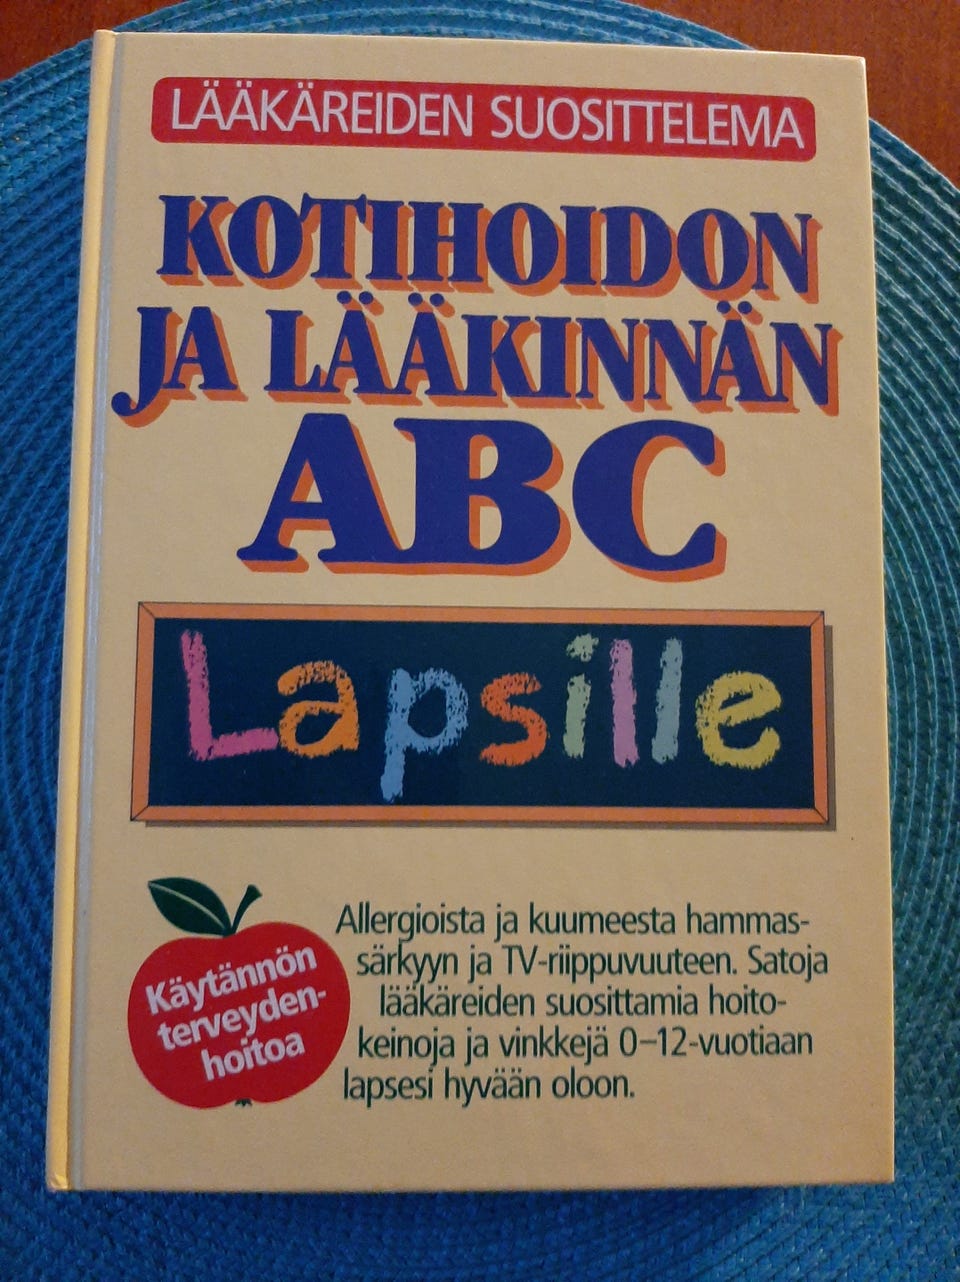 LÄÄKÄREIDEN SUOSITTELEMA
KOTIHOIDON
JA LÄÄKINNÄN
ABC
Lapsille
Käytännön
terveyden-
hoitoa
Allergioista ja kuumeesta hammas-
särkyyn ja TV-riippuvuuteen. Satoja
lääkäreiden suosittamia hoito-
keinoja ja vinkkejä 0–12-vuotiaan
lapsesi hyvään oloon.